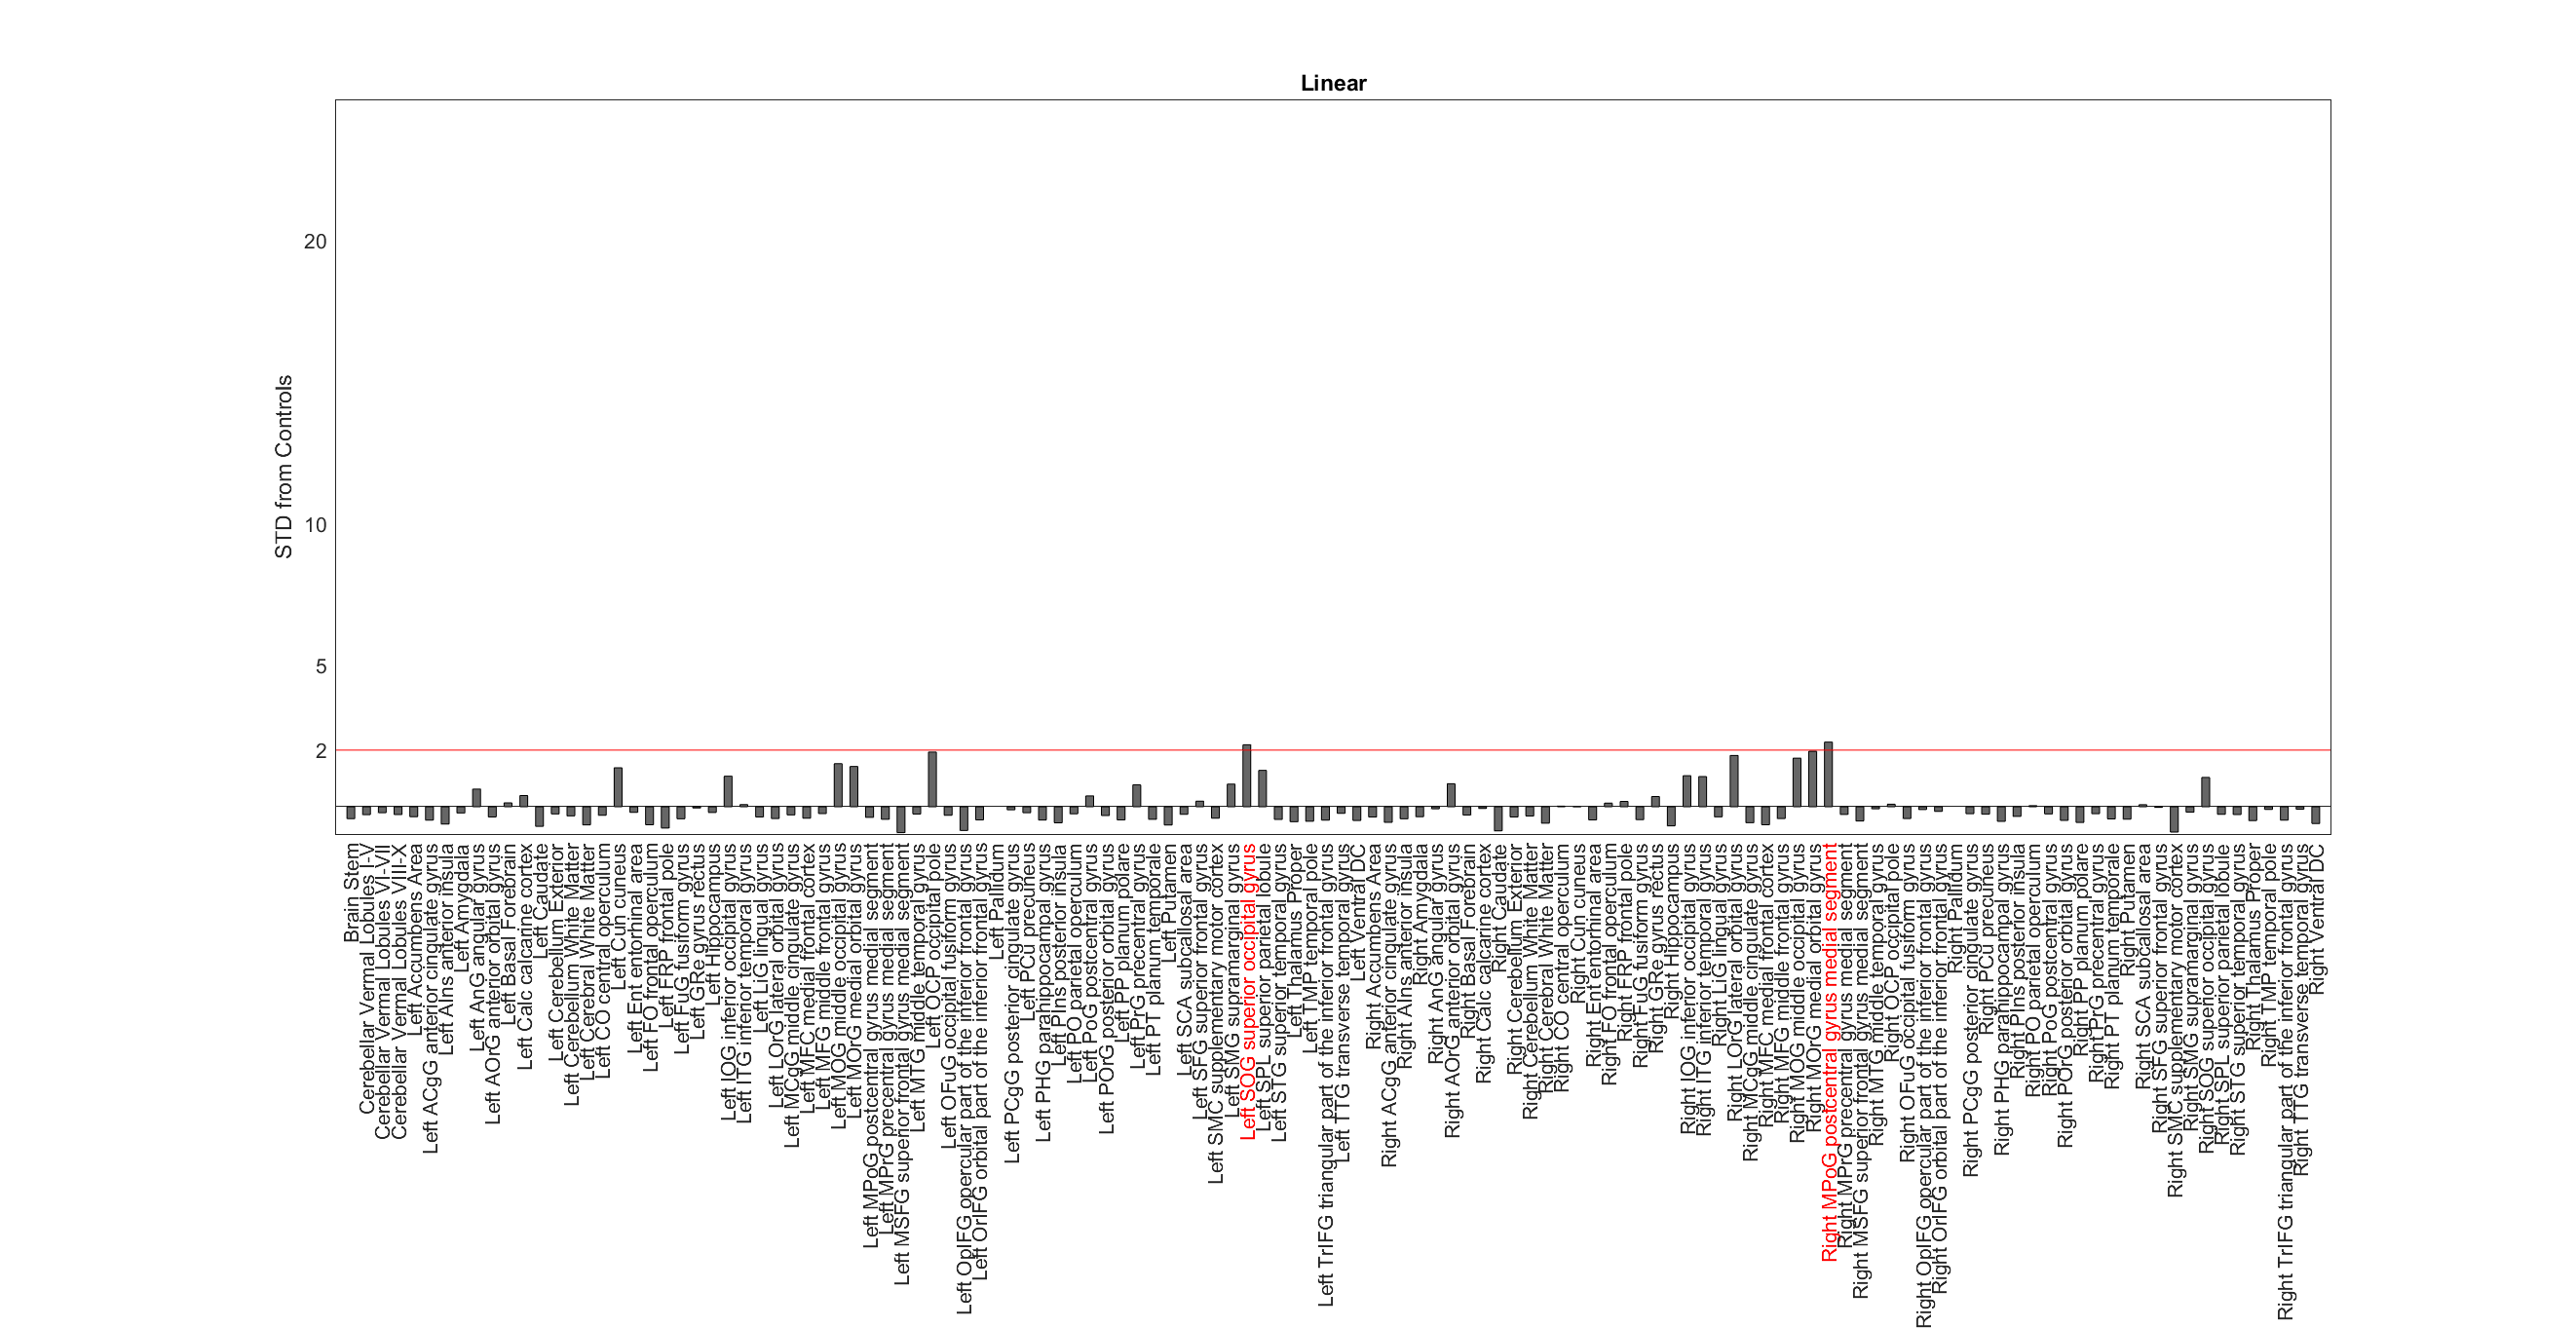 Linear
20
10
5
2
STD from Controls
Brain Stem
Cerebellar Vermal Lobules I-V
Cerebellar Vermal Lobules VI-VII
Cerebellar Vermal Lobules VIII-X
Left Accumbens Area
Left ACgG anterior cingulate gyrus
Left AIns anterior insula
Left Amygdala
Left AnG angular gyrus
Left AOrG anterior orbital gyrus
Left Basal Forebrain
Left Calc calcarine cortex
Left Caudate
Left Cerebellum Exterior
Left Cerebellum White Matter
Left Cerebral White Matter
Left CO central operculum
Left Cun cuneus
Left Ent entorhinal area
Left FO frontal operculum
Left FRP frontal pole
Left FuG fusiform gyrus
Left GRe gyrus rectus
Left Hippocampus
Left IOG inferior occipital gyrus
Left ITG inferior temporal gyrus
Left LiG lingual gyrus
Left LOrG lateral orbital gyrus
Left MCgG middle cingulate gyrus
Left MFC medial frontal cortex
Left MFG middle frontal gyrus
Left MOG middle occipital gyrus
Left MOrG medial orbital gyrus
Left MPoG postcentral gyrus medial segment
Left MPrG precentral gyrus medial segment
Left MSFG superior frontal gyrus medial segment
Left MTG middle temporal gyrus
Left OCP occipital pole
Left OFuG occipital fusiform gyrus
Left OpIFG opercular part of the inferior frontal gyrus
Left OrIFG orbital part of the inferior frontal gyrus
Left Pallidum
Left PCgG posterior cingulate gyrus
Left PCu precuneus
Left PHG parahippocampal gyrus
Left PIns posterior insula
Left PO parietal operculum
Left PoG postcentral gyrus
Left POrG posterior orbital gyrus
Left PP planum polare
Left PrG precentral gyrus
Left PT planum temporale
Left Putamen
Left SCA subcallosal area
Left SFG superior frontal gyrus
Left SMC supplementary motor cortex
Left SMG supramarginal gyrus
Left SOG superior occipital gyrus
Left SPL superior parietal lobule
Left STG superior temporal gyrus
Left Thalamus Proper
Left TMP temporal pole
Left TrIFG triangular part of the inferior frontal gyrus
Left TTG transverse temporal gyrus
Left Ventral DC
Right Accumbens Area
Right ACgG anterior cingulate gyrus
Right AIns anterior insula
Right Amygdala
Right AnG angular gyrus
Right AOrG anterior orbital gyrus
Right Basal Forebrain
Right Calc calcarine cortex
Right Caudate
Right Cerebellum Exterior
Right Cerebellum White Matter
Right Cerebral White Matter
Right CO central operculum
Right Cun cuneus
Right Ent entorhinal area
Right FO frontal operculum
Right FRP frontal pole
Right FuG fusiform gyrus
Right GRe gyrus rectus
Right Hippocampus
Right IOG inferior occipital gyrus
Right ITG inferior temporal gyrus
Right LiG lingual gyrus
Right LOrG lateral orbital gyrus
Right MCgG middle cingulate gyrus
Right MFC medial frontal cortex
Right MFG middle frontal gyrus
Right MOG middle occipital gyrus
Right MOrG medial orbital gyrus
Right MPoG postcentral gyrus medial segment
Right MPrG precentral gyrus medial segment
Right MSFG superior frontal gyrus medial segment
Right MTG middle temporal gyrus
Right OCP occipital pole
Right OFuG occipital fusiform gyrus
Right OpIFG opercular part of the inferior frontal gyrus
Right OrIFG orbital part of the inferior frontal gyrus
Right Pallidum
Right PCgG posterior cingulate gyrus
Right PCu precuneus
Right PHG parahippocampal gyrus
Right PIns posterior insula
Right PO parietal operculum
Right PoG postcentral gyrus
Right POrG posterior orbital gyrus
Right PP planum polare
Right PrG precentral gyrus
Right PT planum temporale
Right Putamen
Right SCA subcallosal area
Right SFG superior frontal gyrus
Right SMC supplementary motor cortex
Right SMG supramarginal gyrus
Right SOG superior occipital gyrus
Right SPL superior parietal lobule
Right STG superior temporal gyrus
Right Thalamus Proper
Right TMP temporal pole
Right TrIFG triangular part of the inferior frontal gyrus
Right TTG transverse temporal gyrus
Right Ventral DC